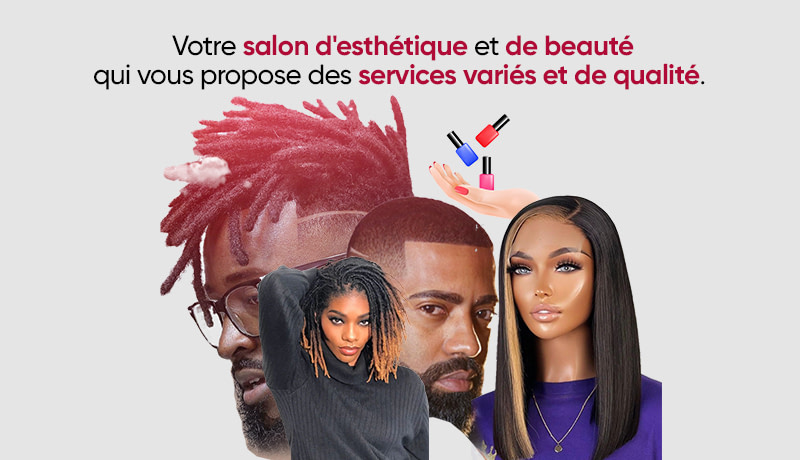 Votre salon d'esthétique et de beauté
qui vous propose des services variés et de qualité.